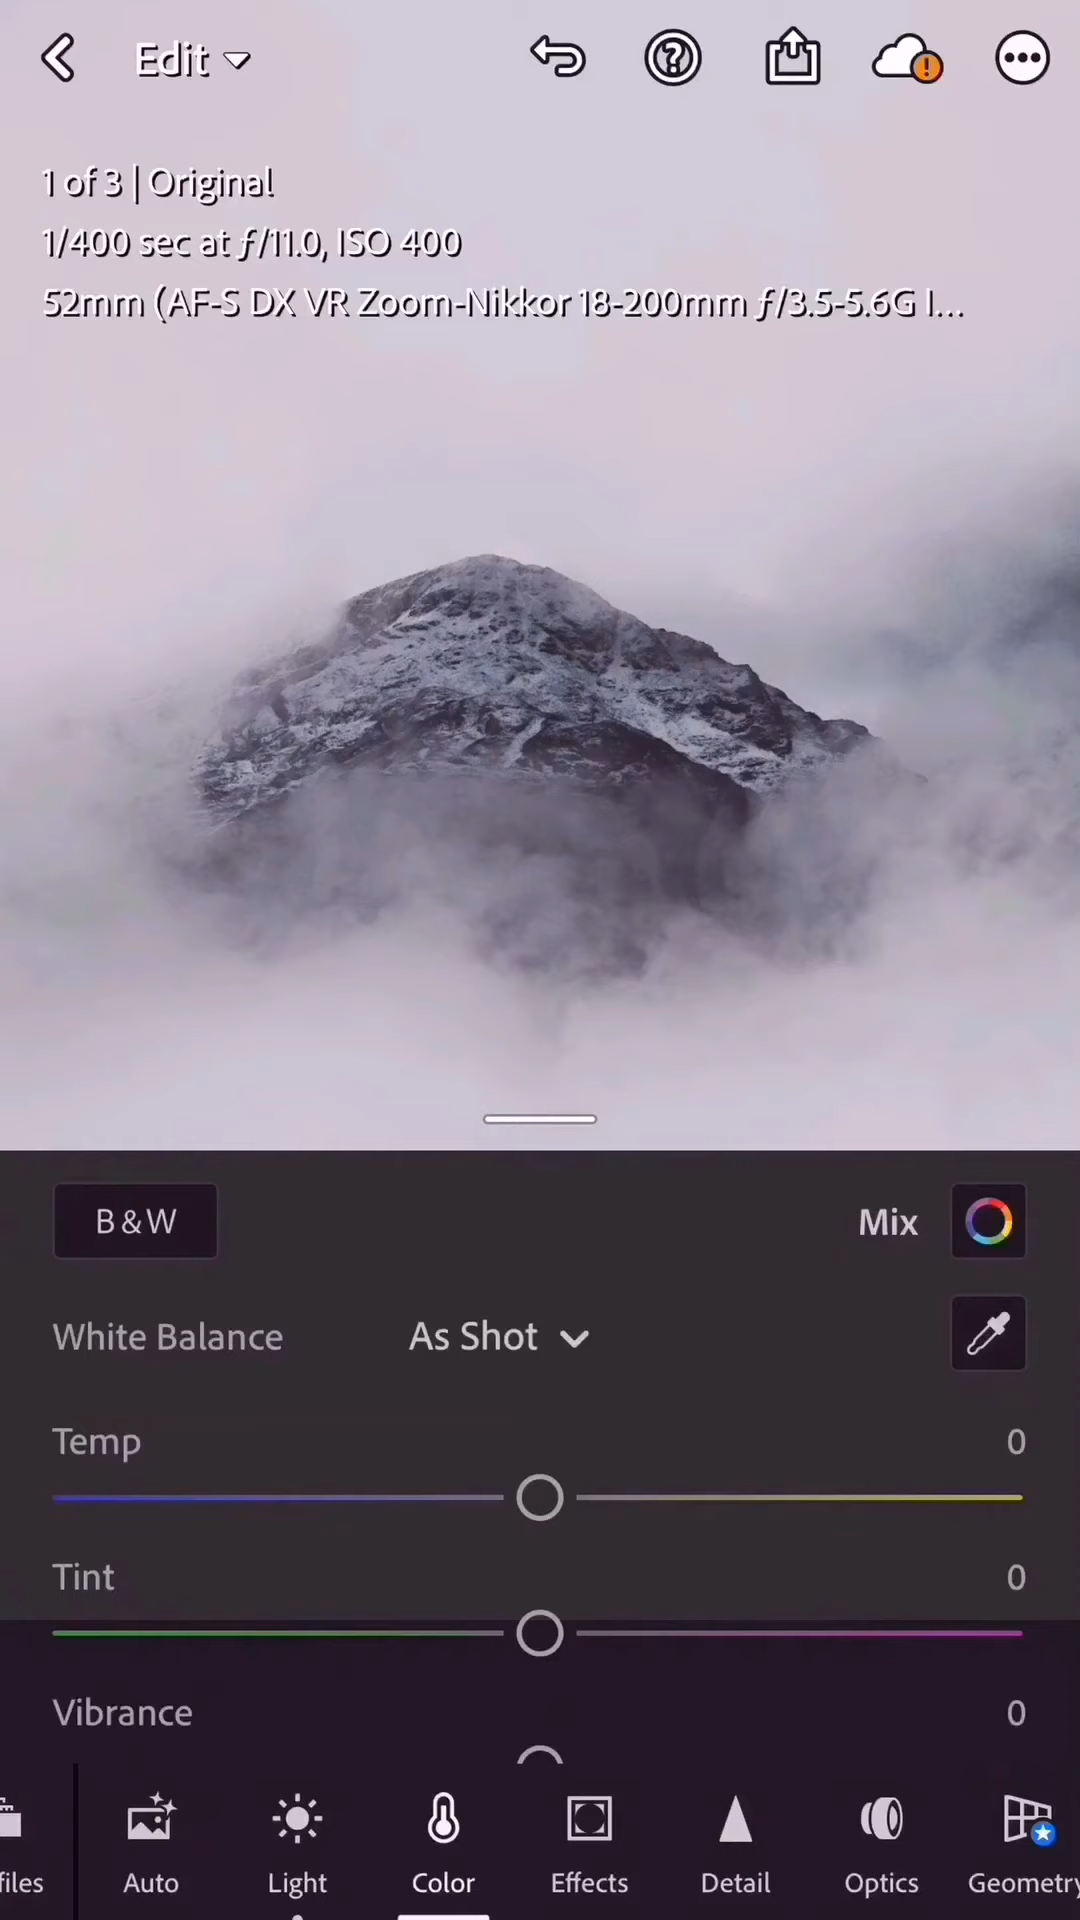 Edit
1 of 3 | Original
1/400 sec at ƒ/11.0, ISO 400
52mm (AF-S DX VR Zoom-Nikkor 18-200mm ƒ/3.5-5.6G I...
B&W
Mix
White Balance As Shot
Temp 0
Tint 0
Vibrance 0
files Auto Light Color Effects Detail Optics Geometry